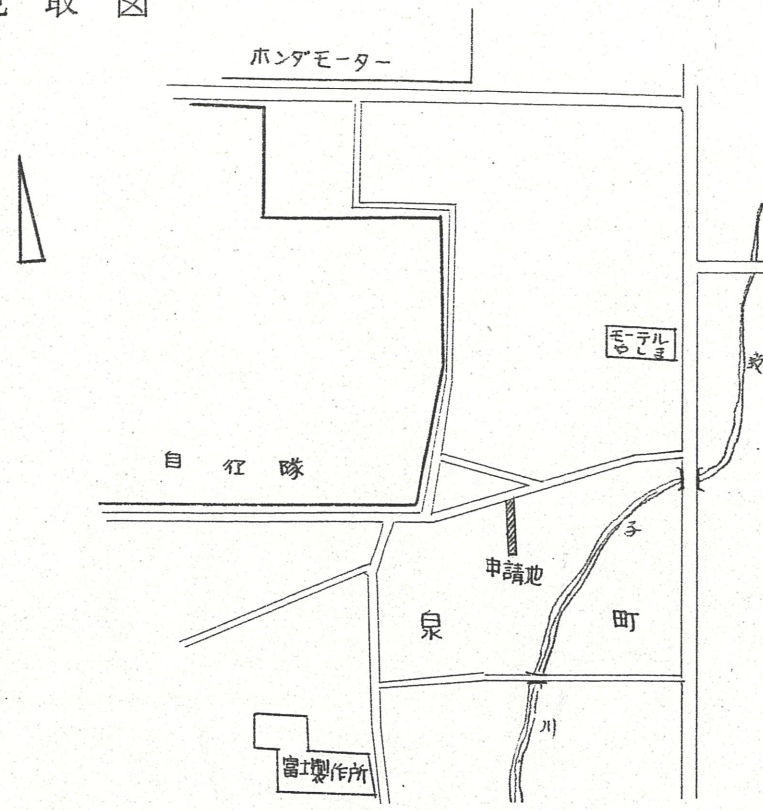 取図
ホンダモーター
モーテル
やしま
自衍隊
申請地
泉町
子
川
富士製作所